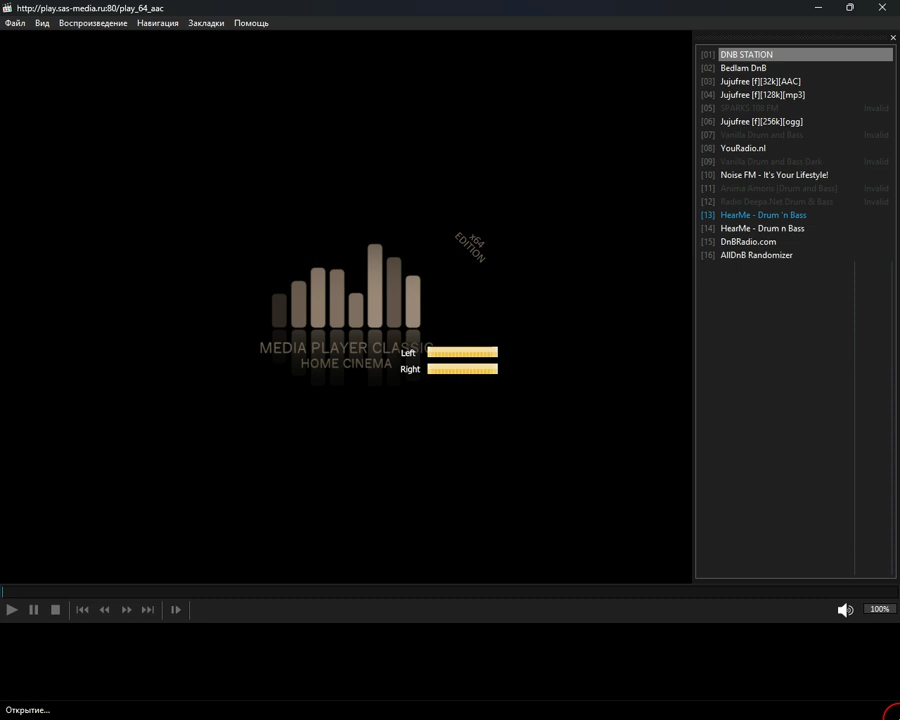 http://play.sas-media.ru:80/play_64_aac
Файл Вид Воспроизведение Навигация Закладки Помощь
[01] DNB STATION
[02] Bedlam DnB
[03] Jujufree [f][32k][AAC]
[04] Jujufree [f][128k][mp3]
[05] SPARKS 108 FM Invalid
[06] Jujufree [f][256k][ogg]
[07] Vanilla Drum and Bass Invalid
[08] YouRadio.nl
[09] Vanilla Drum and Bass Dark Invalid
[10] Noise FM - It's Your Lifestyle!
[11] Anima Amoris [Drum and Bass] Invalid
[12] Radio Deepa.Net Drum & Bass Invalid
[13] HearMe - Drum 'n Bass
[14] HearMe - Drum n Bass
[15] DnBRadio.com
[16] AllDnB Randomizer
x64
EDITION
MEDIA PLAYER CLASSIC
HOME CINEMA
Left
Right
100%
Открытие...